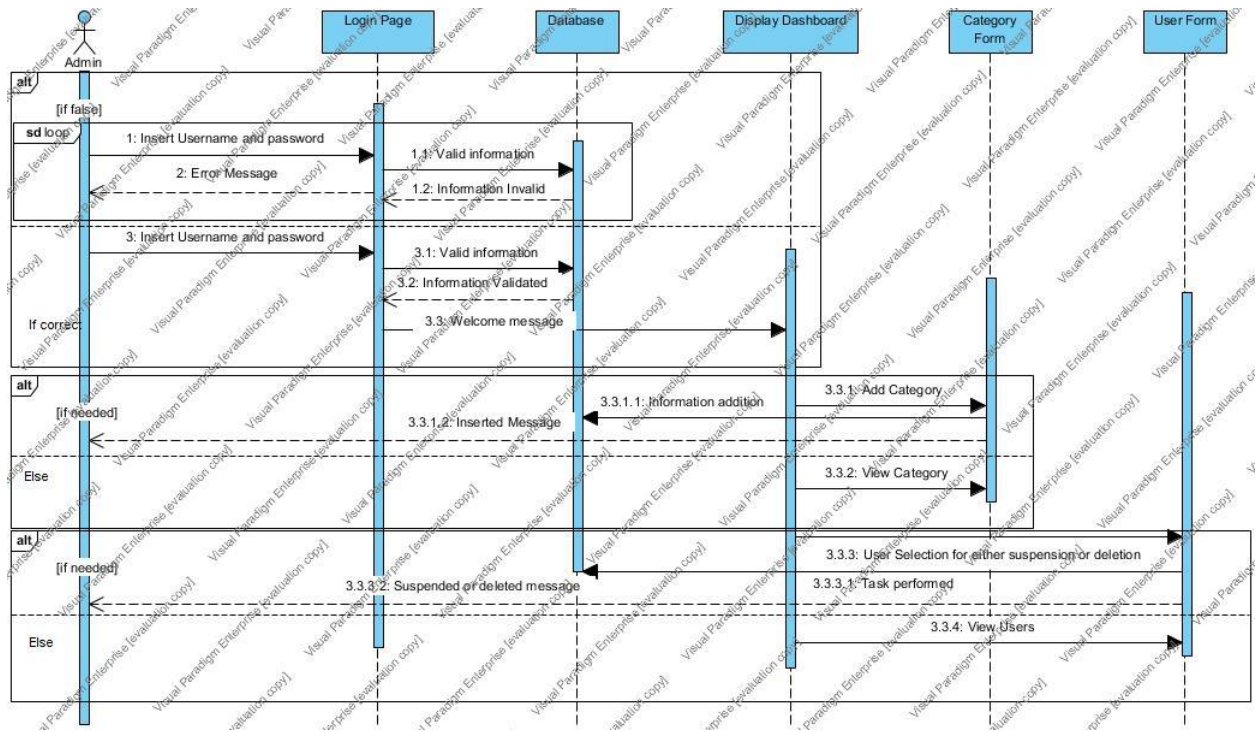 Login Page
Database
Display Dashboard
Category
Form
User Form
Admin
alt
[if false]
sd loop
1: Insert Username and password
1.1: Valid information
2: Error Message
1.2: Information Invalid
3: Insert Username and password
3.1: Valid information
3.2: Information Validated
If correct
3.3: Welcome message
alt
3.3.1: Add Category
[if needed]
3.3.1.1: Information addition
3.3.1.2: Inserted Message
Else
3.3.2: View Category
alt
3.3.3: User Selection for either suspension or deletion
[if needed]
3.3.3.2: Suspended or deleted message
3.3.3.1: Task performed
3.3.4: View Users
Else
Visual Paradigm Enterprise [evaluation copy]